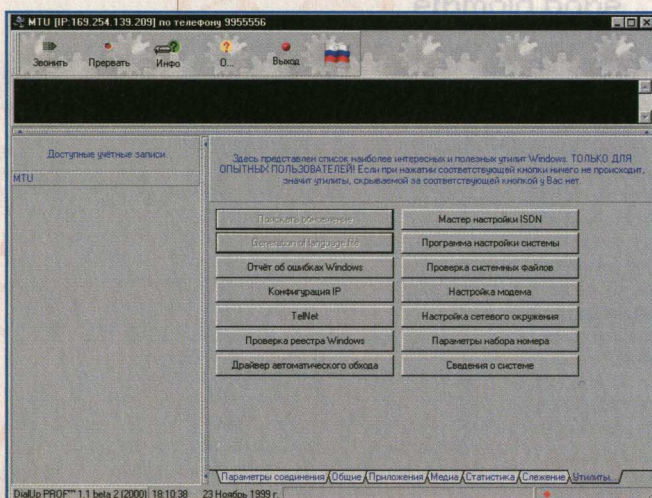 MTU [IP:169.254.139.209] по телефону 9955556
Звонить Прервать Инфо О... Выход
Доступные учётные записи
MTU
Здесь представлен список наиболее интересных и полезных утилит Windows. ТОЛЬКО ДЛЯ
ОПЫТНЫХ ПОЛЬЗОВАТЕЛЕЙ! Если при нажатии соответствующей кнопки ничего не происходит,
значит утилиты, скрываемой за соответствующей кнопкой у Вас нет.
Поискать обновление
Generation of language file
Отчёт об ошибках Windows
Конфигурация IP
TelNet
Проверка реестра Windows
Драйвер автоматического обхода
Мастер настройки ISDN
Программа настройки системы
Проверка системных файлов
Настройка модема
Настройка сетевого окружения
Параметры набора номера
Сведения о системе
Параметры соединения Общие Приложения Медиа Статистика Слежение Утилиты...
DialUp PROF™ 1.1 beta 2 (2000) 18:10:38 23 Ноябрь 1999 г.